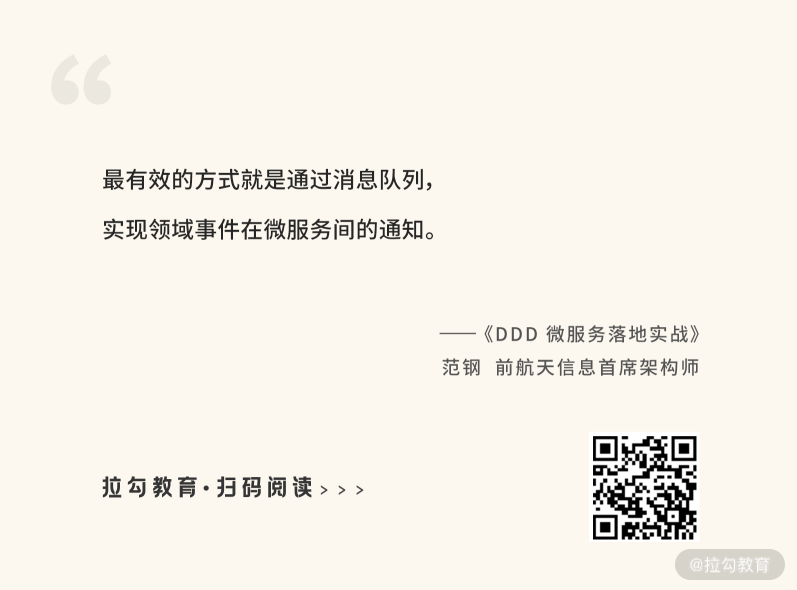 “
最有效的方式就是通过消息队列，
实现领域事件在微服务间的通知。
——《DDD 微服务落地实战》
范钢 前航天信息首席架构师
拉勾教育·扫码阅读 > > >
@拉勾教育